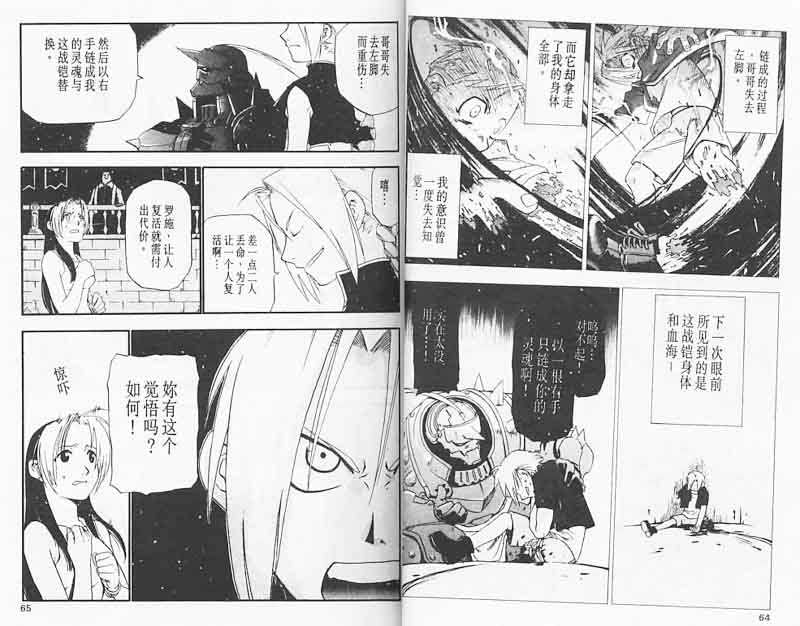 链成的过程
，哥哥失去
左脚。
而它却拿走
了我的身体
全部。
我的意识曾
一度失去知
觉…
下一次眼前
所见到的是
这战铠身体
和血海－
呜呜…
对不起！
以一根右手
只链成你的
灵魂啊！
实在太没
用了…！
64
哥哥失
去左脚
而重伤…
然后以右
手链成我
的灵魂与
这战铠替
换。
嘻…
差一点二人
丢命，为了
让一个人复
活啊…
罗施，让人
复活就需付
出代价。
妳有这个
觉悟吗？
如何！
惊吓
65